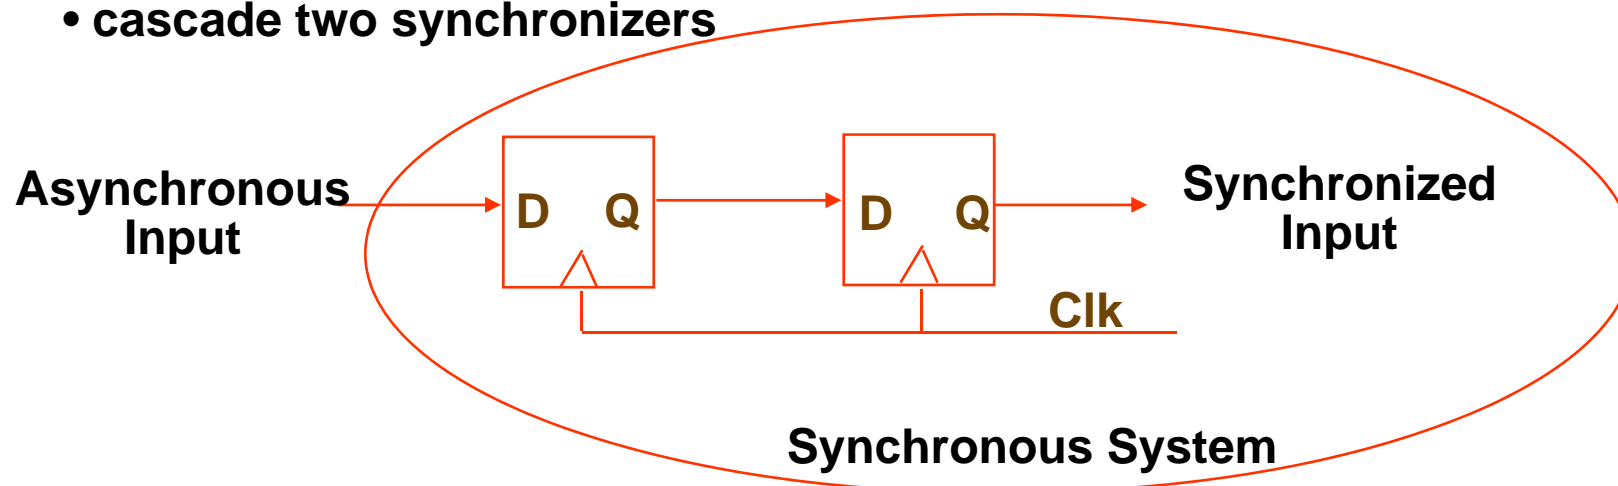 • cascade two synchronizers
Asynchronous
Input
D Q
D Q
Synchronized
Input
Clk
Synchronous System